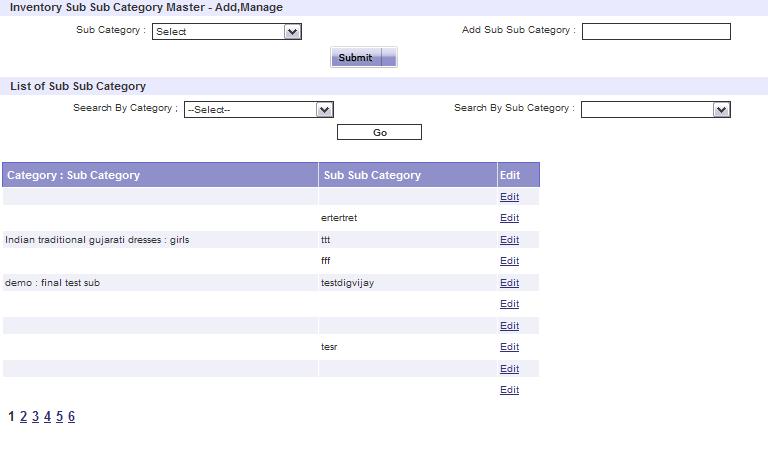 Inventory Sub Sub Category Master - Add,Manage
Sub Category : Select Add Sub Sub Category :
Submit
List of Sub Sub Category
Seearch By Category ; --Select-- Search By Sub Category :
Go
Category : Sub Category Sub Sub Category Edit
Edit
ertertret Edit
Indian traditional gujarati dresses : girls ttt Edit
fff Edit
demo : final test sub testdigvijay Edit
Edit
Edit
tesr Edit
Edit
Edit
1 2 3 4 5 6